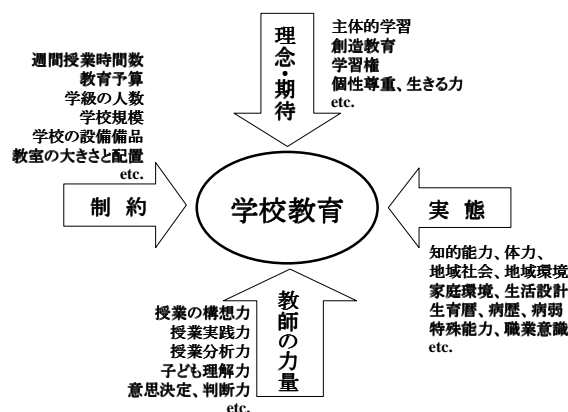 理念・期待
主体的学習
創造教育
学習権
個性尊重、生きる力
etc.
週間授業時間数
教育予算
学級の人数
学校規模
学校の設備備品
教室の大きさと配置
etc.
制 約
学校教育
実 態
知的能力、体力、
地域社会、地域環境
家庭環境、生活設計
生育暦、病歴、病弱
特殊能力、職業意識
etc.
教師の力量
授業の構想力
授業実践力
授業分析力
子ども理解力
意思決定、判断力
etc.